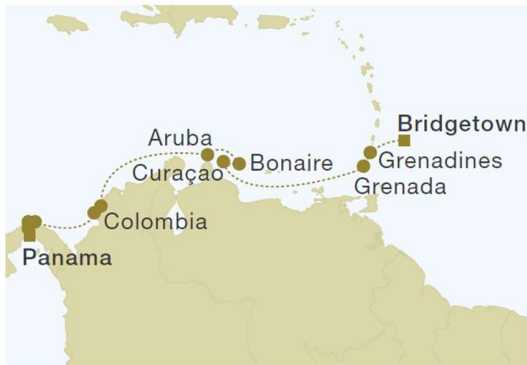 Bridgetown
Aruba
Bonaire
Grenadines
Curaçao
Grenada
Colombia
Panama